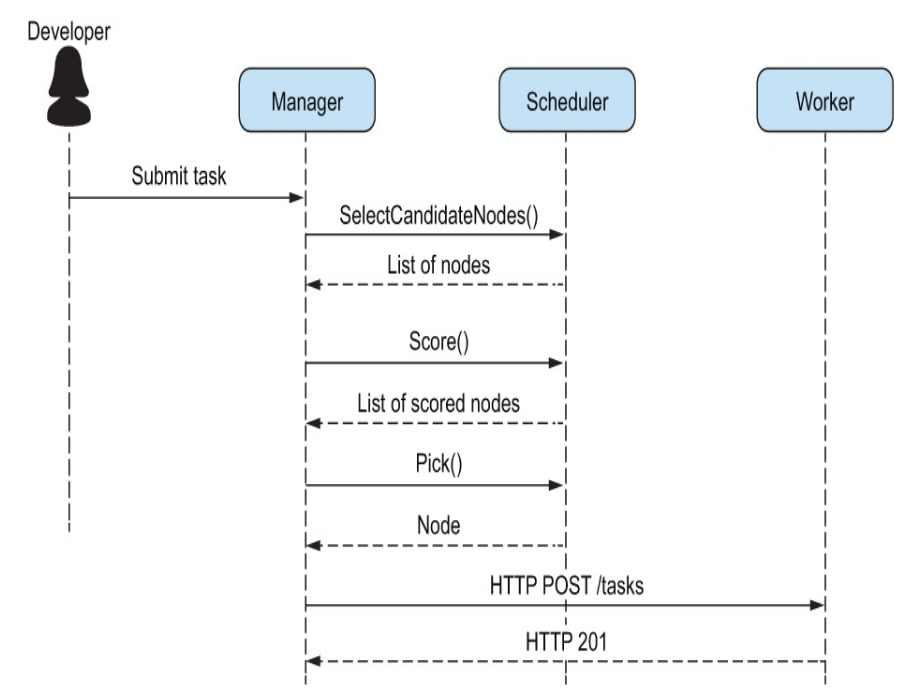 Developer
Manager
Scheduler
Worker
Submit task
SelectCandidateNodes()
List of nodes
Score()
List of scored nodes
Pick()
Node
HTTP POST /tasks
HTTP 201